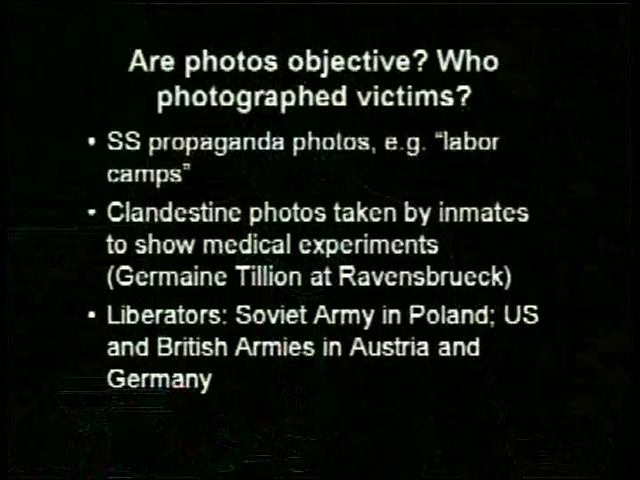 Are photos objective? Who
photographed victims?
• SS propaganda photos, e.g. “labor
camps”
• Clandestine photos taken by inmates
to show medical experiments
(Germaine Tillion at Ravensbrueck)
• Liberators: Soviet Army in Poland; US
and British Armies in Austria and
Germany